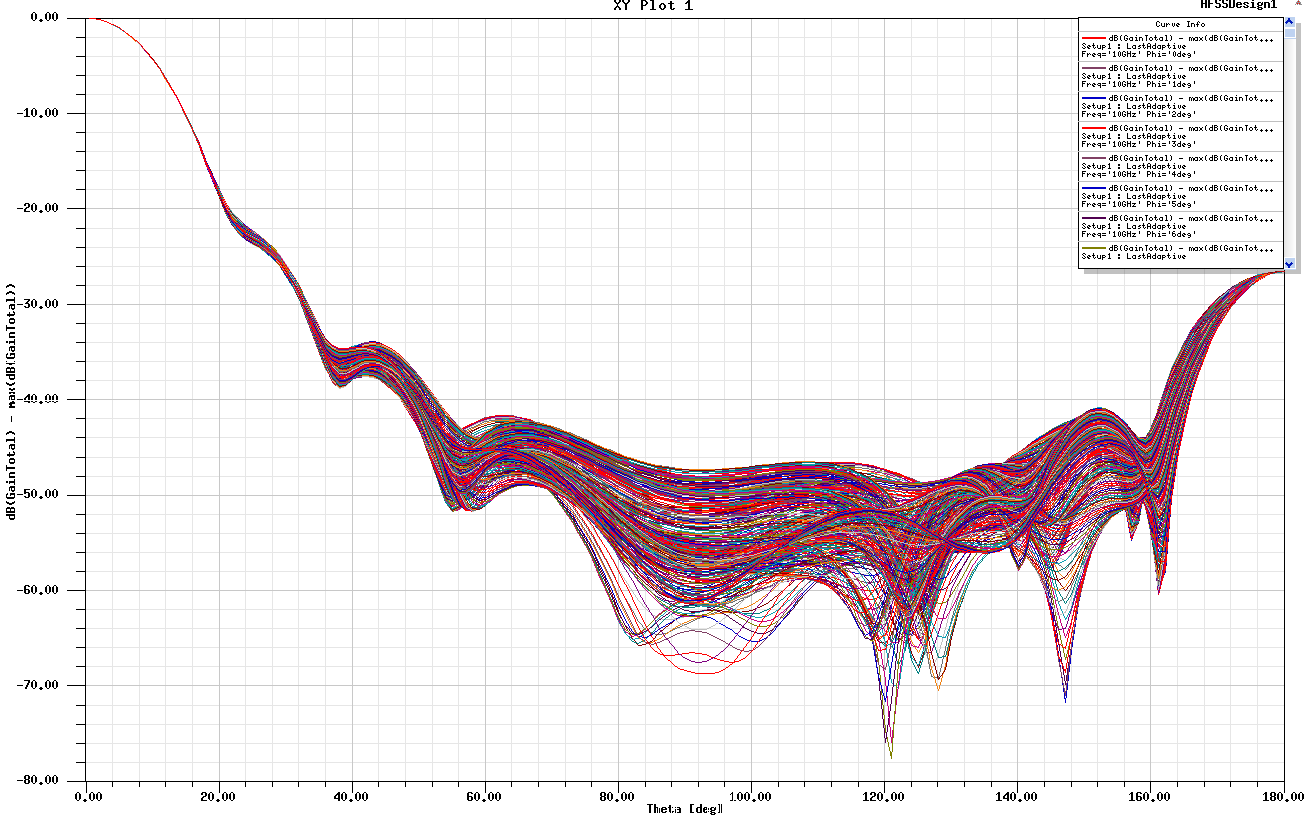 XY Plot 1
HFSSDesign1
Curve Info
dB(GainTotal) - max(dB(GainTot...
Setup1 : LastAdaptive
Freq='10GHz' Phi='0deg'
dB(GainTotal) - max(dB(GainTot...
Setup1 : LastAdaptive
Freq='10GHz' Phi='1deg'
dB(GainTotal) - max(dB(GainTot...
Setup1 : LastAdaptive
Freq='10GHz' Phi='2deg'
dB(GainTotal) - max(dB(GainTot...
Setup1 : LastAdaptive
Freq='10GHz' Phi='3deg'
dB(GainTotal) - max(dB(GainTot...
Setup1 : LastAdaptive
Freq='10GHz' Phi='4deg'
dB(GainTotal) - max(dB(GainTot...
Setup1 : LastAdaptive
Freq='10GHz' Phi='5deg'
dB(GainTotal) - max(dB(GainTot...
Setup1 : LastAdaptive
Freq='10GHz' Phi='6deg'
dB(GainTotal) - max(dB(GainTot...
Setup1 : LastAdaptive
dB(GainTotal) - max(dB(GainTotal))
0.00
-10.00
-20.00
-30.00
-40.00
-50.00
-60.00
-70.00
-80.00
0.00 20.00 40.00 60.00 80.00 100.00 120.00 140.00 160.00 180.00
Theta [deg]